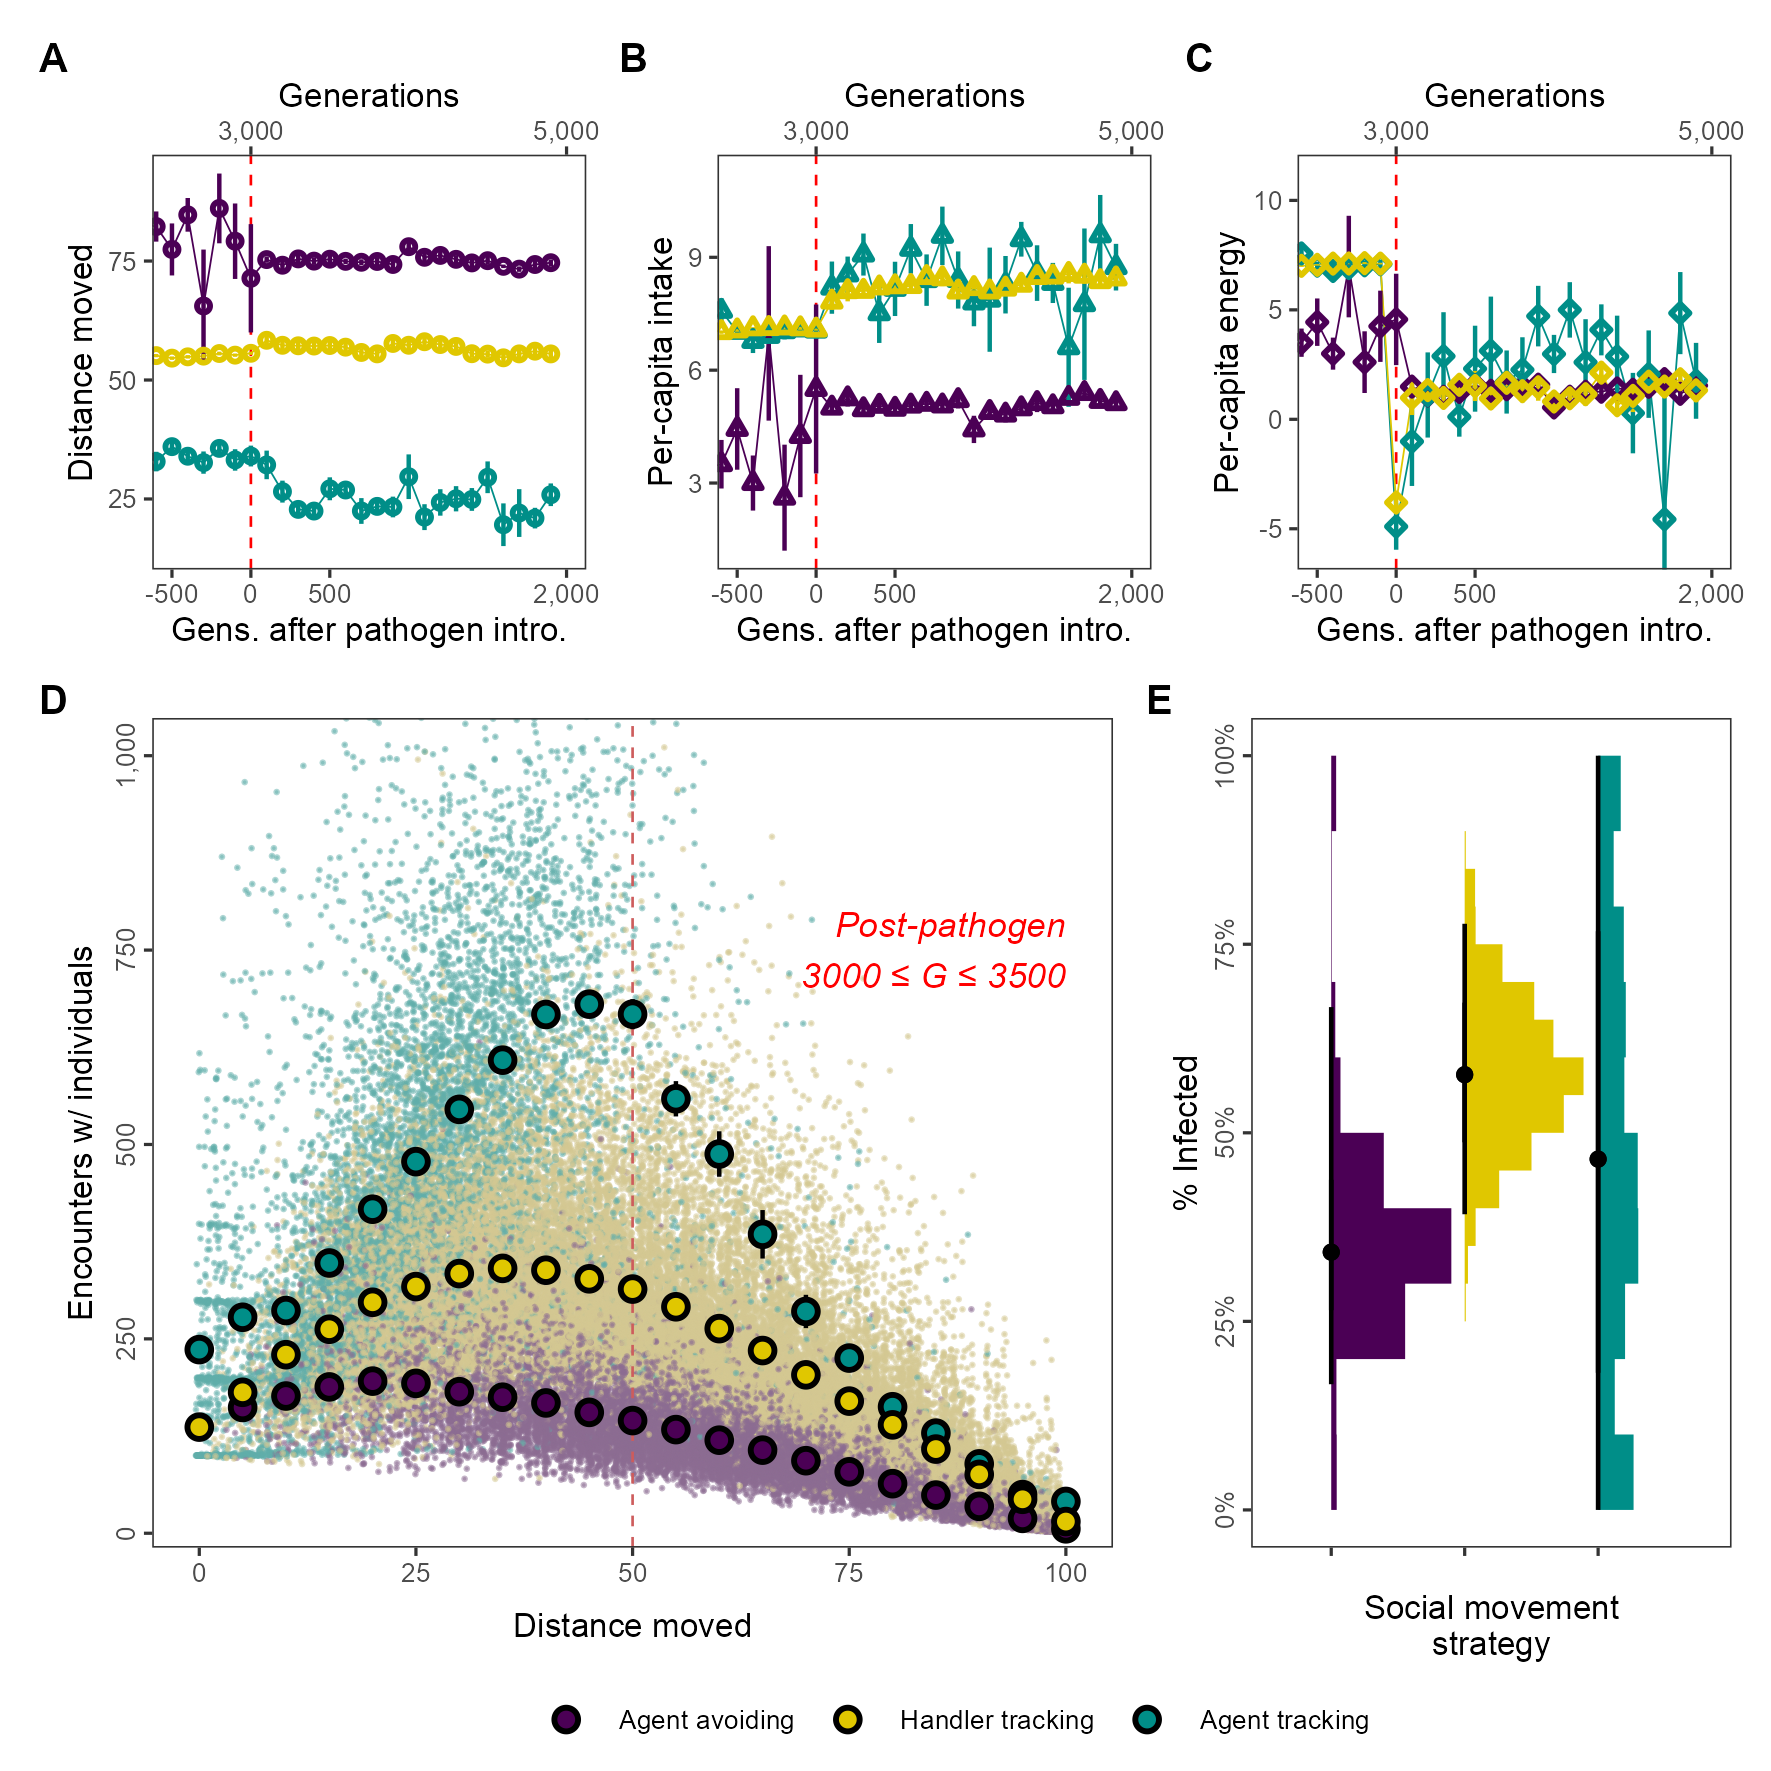 A
B
C
Generations
Generations
Generations
3,000
5,000
3,000
5,000
3,000
5,000
Distance moved
75
50
25
Per-capita intake
9
6
3
Per-capita energy
10
5
0
-5
-500
0
500
2,000
-500
0
500
2,000
-500
0
500
2,000
Gens. after pathogen intro.
Gens. after pathogen intro.
Gens. after pathogen intro.
D
E
Encounters w/ individuals
1,000
750
500
250
0
Post-pathogen
3000 ≤ G ≤ 3500
% Infected
100%
75%
50%
25%
0%
0
25
50
75
100
Distance moved
Social movement
strategy
Agent avoiding
Handler tracking
Agent tracking